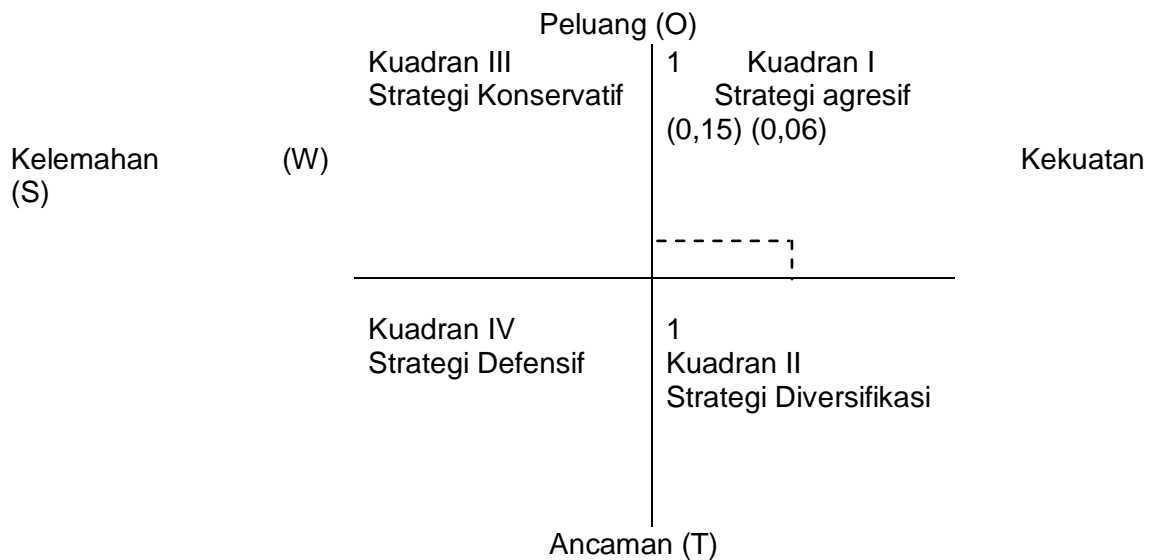 Peluang (O)
Kuadran III
Strategi Konservatif
1 Kuadran I
Strategi agresif
(0,15) (0,06)
Kelemahan (W) Kekuatan
(S)
Kuadran IV
Strategi Defensif
1
Kuadran II
Strategi Diversifikasi
Ancaman (T)